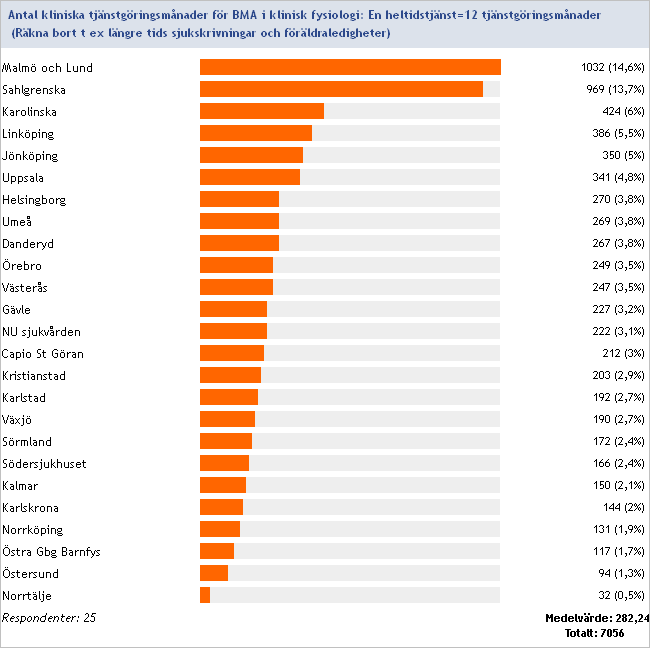 Antal kliniska tjänstgöringsmånader för BMA i klinisk fysiologi: En heltidstjänst=12 tjänstgöringsmånader
(Räkna bort t ex längre tids sjukskrivningar och föräldraledigheter)
Malmö och Lund 1032 (14,6%)
Sahlgrenska 969 (13,7%)
Karolinska 424 (6%)
Linköping 386 (5,5%)
Jönköping 350 (5%)
Uppsala 341 (4,8%)
Helsingborg 270 (3,8%)
Umeå 269 (3,8%)
Danderyd 267 (3,8%)
Örebro 249 (3,5%)
Västerås 247 (3,5%)
Gävle 227 (3,2%)
NU sjukvården 222 (3,1%)
Capio St Göran 212 (3%)
Kristianstad 203 (2,9%)
Karlstad 192 (2,7%)
Växjö 190 (2,7%)
Sörmland 172 (2,4%)
Södersjukhuset 166 (2,4%)
Kalmar 150 (2,1%)
Karlskrona 144 (2%)
Norrköping 131 (1,9%)
Östra Gbg Barnfys 117 (1,7%)
Östersund 94 (1,3%)
Norrtälje 32 (0,5%)
Respondenter: 25 Medelvärde: 282,24
Totalt: 7056